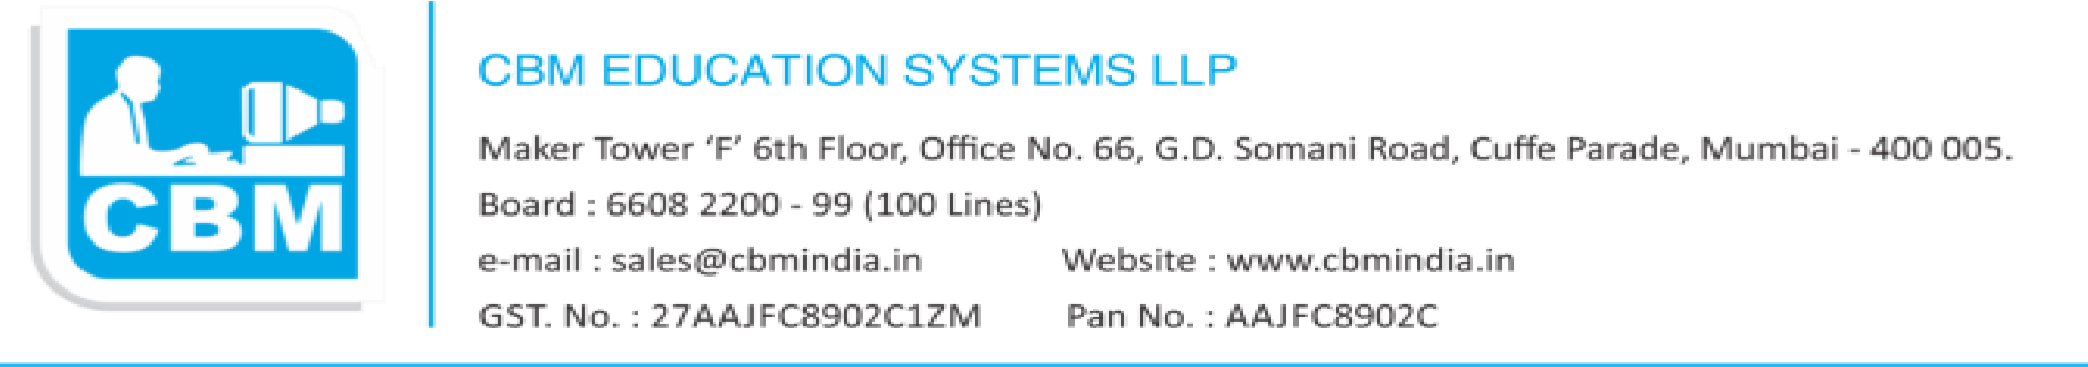 CBM
CBM EDUCATION SYSTEMS LLP
Maker Tower ‘F’ 6th Floor, Office No. 66, G.D. Somani Road, Cuffe Parade, Mumbai - 400 005.
Board : 6608 2200 - 99 (100 Lines)
e-mail : sales@cbmindia.in Website : www.cbmindia.in
GST. No. : 27AAJFC8902C1ZM Pan No. : AAJFC8902C